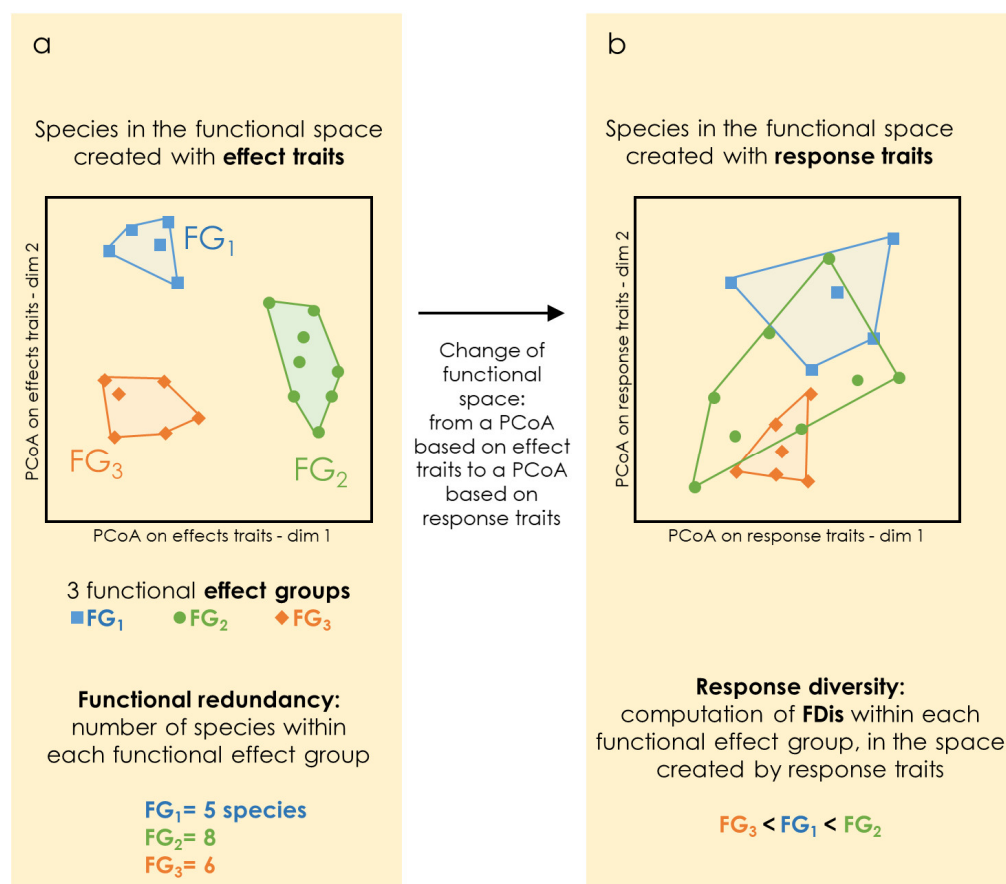 a
Species in the functional space
created with effect traits
PCoA on effects traits - dim 2
FG1
FG3
FG2
PCoA on effects traits - dim 1
3 functional effect groups
FG1 FG2 FG3
Functional redundancy:
number of species within
each functional effect group
FG1= 5 species
FG2= 8
FG3= 6
Change of
functional
space:
from a PCoA
based on effect
traits to a PCoA
based on
response traits
b
Species in the functional space
created with response traits
PCoA on response traits - dim 2
PCoA on response traits - dim 1
Response diversity:
computation of FDis within each
functional effect group, in the space
created by response traits
FG3 < FG1 < FG2